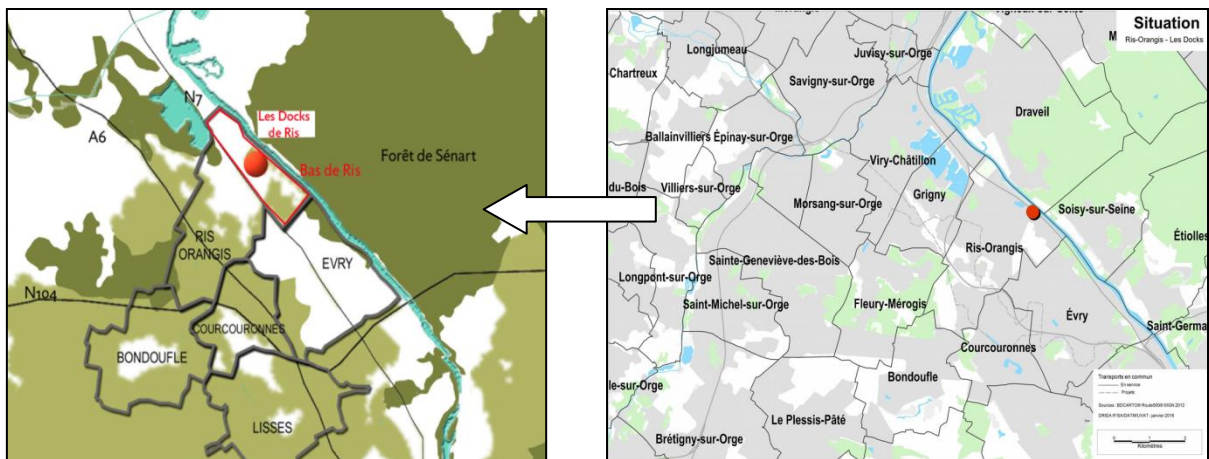 N7
A6
Les Docks
de Ris
Forêt de Sénart
Bas de Ris
RIS
ORANGIS
EVRY
N104
COURCOURONNES
BONDOUFLE
LISSES
Situation
Ris-Orangis - Les Docks
Longjumeau
Juvisy-sur-Orge
Chartreux
Savigny-sur-Orge
Draveil
Ballainvilliers
Épinay-sur-Orge
Viry-Châtillon
du-Bois
Villiers-sur-Orge
Grigny
Morsang-sur-Orge
Soisy-sur-Seine
Étiolles
Ris-Orangis
Sainte-Geneviève-des-Bois
Longpont-sur-Orge
Saint-Michel-sur-Orge
Fleury-Mérogis
Évry
Saint-Germa
Courcouronnes
Bondoufle
le-sur-Orge
Le Plessis-Pâté
Brétigny-sur-Orge
Transports en commun
En service
Projets
Kilomètres